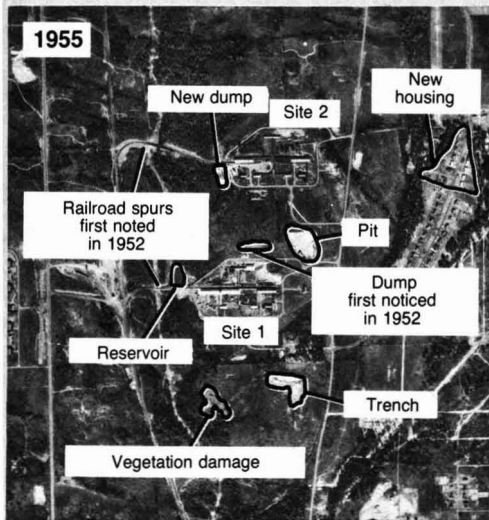 1955
New dump
Site 2
New
housing
Railroad spurs
first noted
in 1952
Pit
Dump
first noticed
in 1952
Site 1
Reservoir
Trench
Vegetation damage